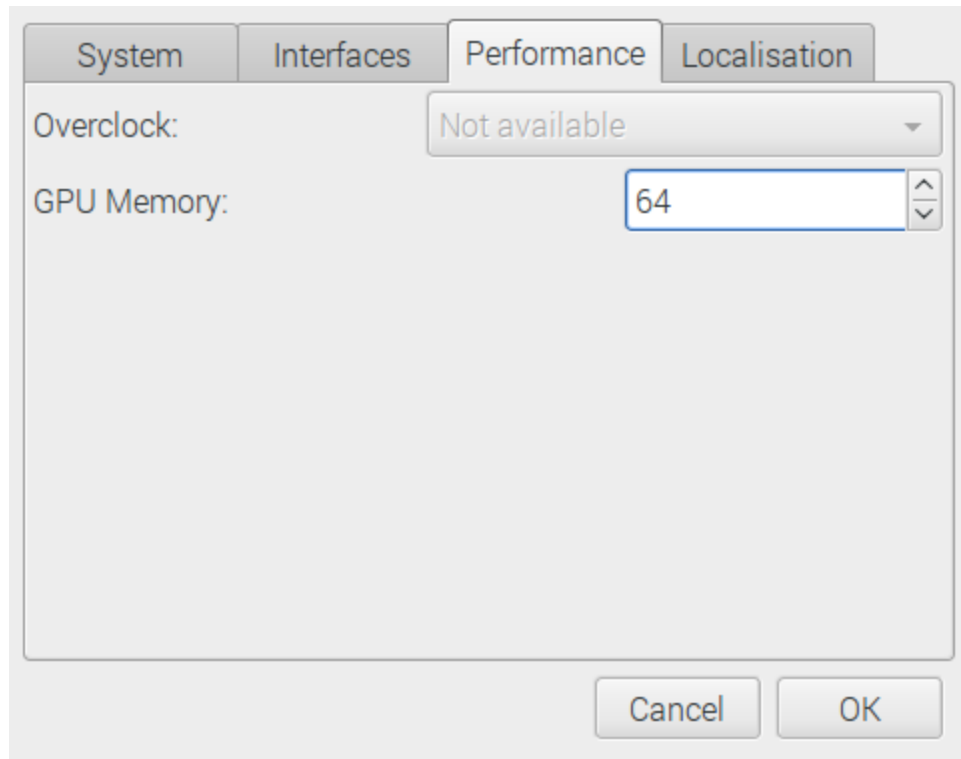 System Interfaces Performance Localisation
Overclock: Not available
GPU Memory: 64
Cancel OK